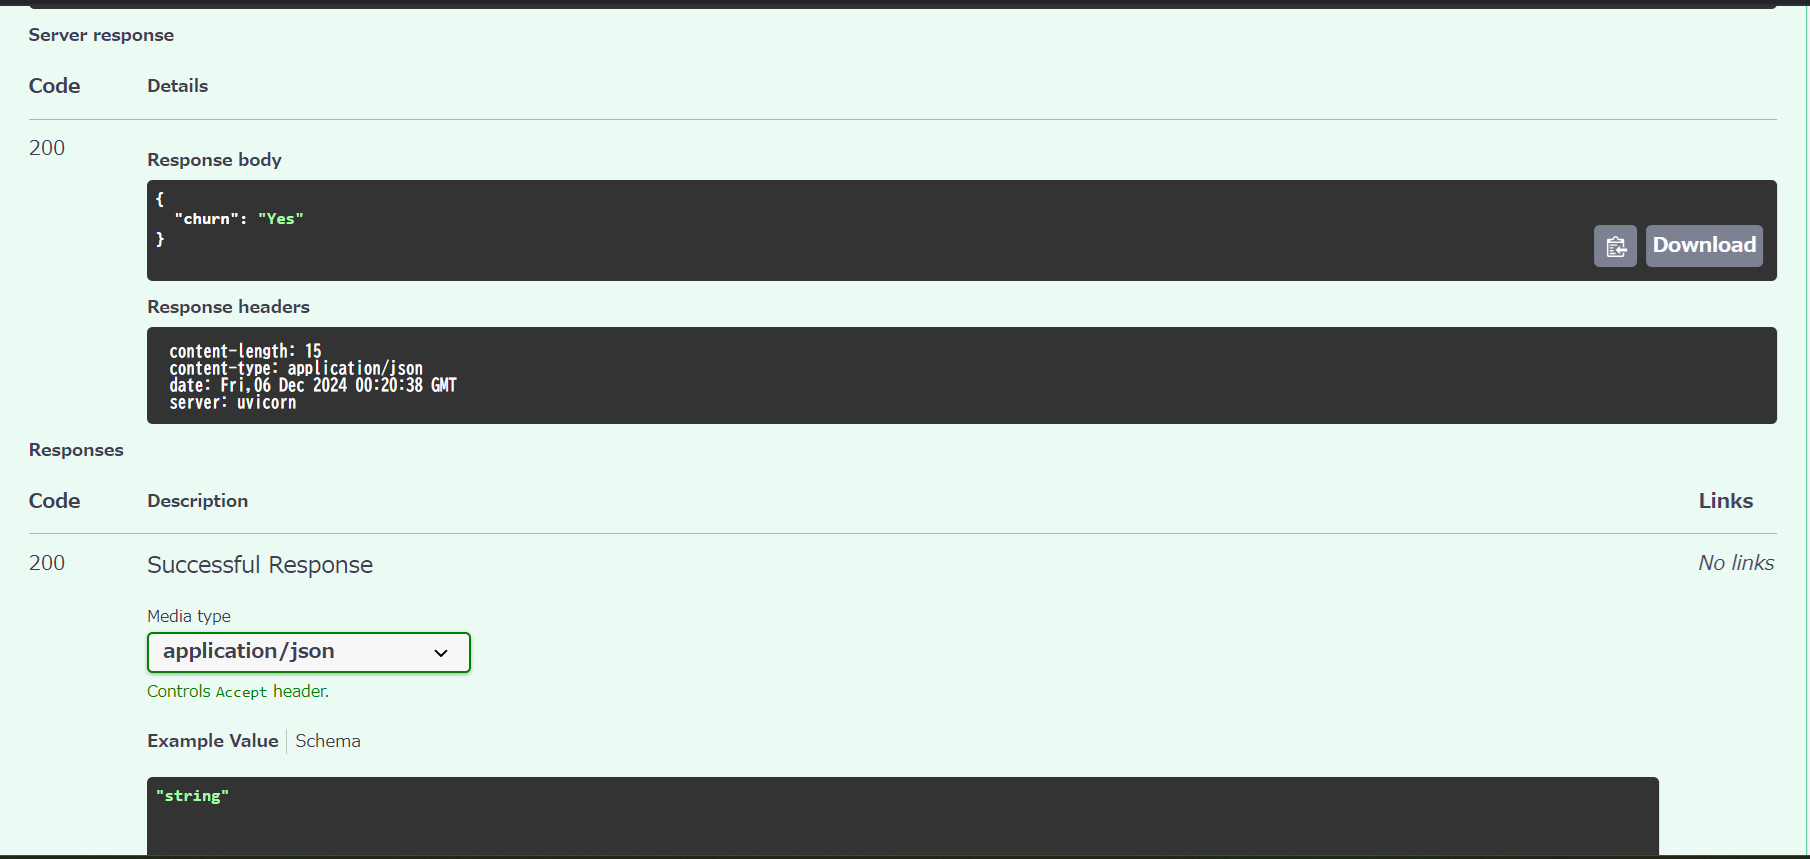 Server response
Code Details
200
Response body
{
"churn": "Yes"
}
Download
Response headers
content-length: 15
content-type: application/json
date: Fri,06 Dec 2024 00:20:38 GMT
server: uvicorn
Responses
Code Description Links
200 Successful Response No links
Media type
application/json
Controls Accept header.
Example Value Schema
"string"